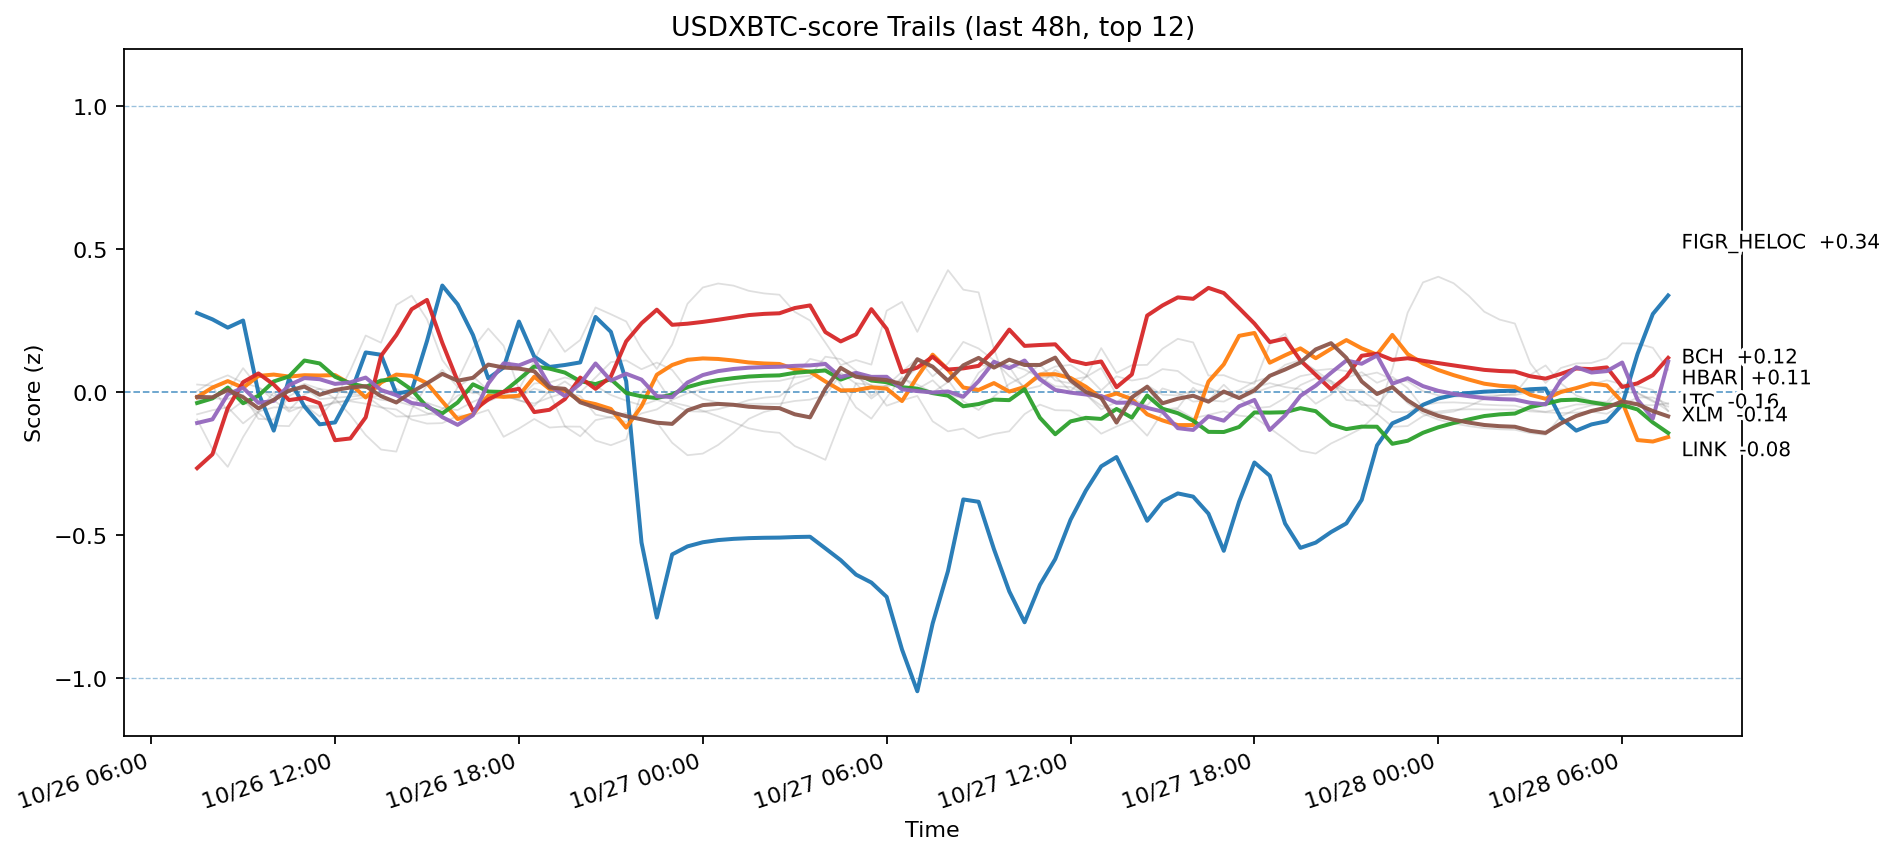 USDXBTC-score Trails (last 48h, top 12)
Score (z)
1.0
0.5
0.0
−0.5
−1.0
FIGR_HELOC +0.34
BCH +0.12
HBAR +0.11
LTC -0.16
XLM -0.14
LINK -0.08
10/26 06:00
10/26 12:00
10/26 18:00
10/27 00:00
10/27 06:00
10/27 12:00
10/27 18:00
10/28 00:00
10/28 06:00
Time